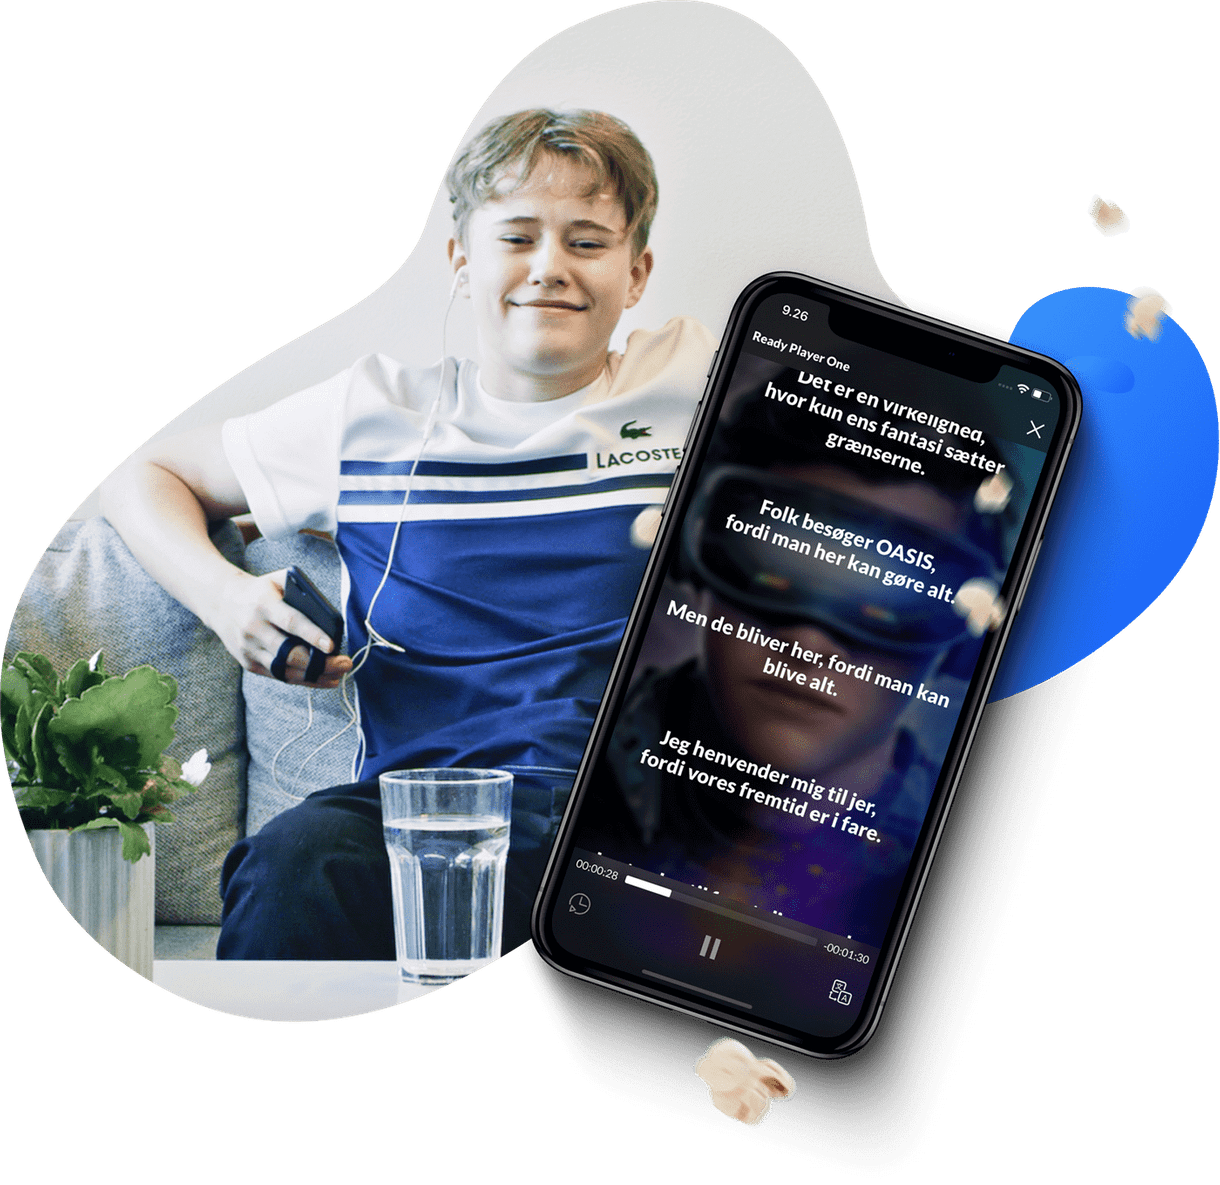 LACOSTE
9.26
Ready Player One
Det er en virkelighed,
hvor kun ens fantasi sætter
grænserne.
Folk besøger OASIS,
fordi man her kan gøre alt.
Men de bliver her, fordi man kan
blive alt.
Jeg henvender mig til jer,
fordi vores fremtid er i fare.
00:00:28
-00:01:30
A